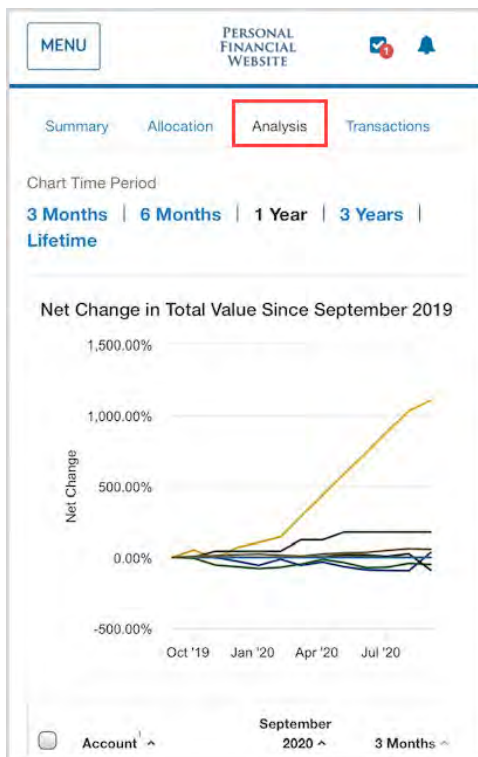 MENU
PERSONAL
FINANCIAL
WEBSITE
1
Summary Allocation Analysis Transactions
Chart Time Period
3 Months | 6 Months | 1 Year | 3 Years |
Lifetime
Net Change in Total Value Since September 2019
1,500.00%
1,000.00%
500.00%
0.00%
-500.00%
Net Change
Oct '19 Jan '20 Apr '20 Jul '20
September
Account 2020 3 Months